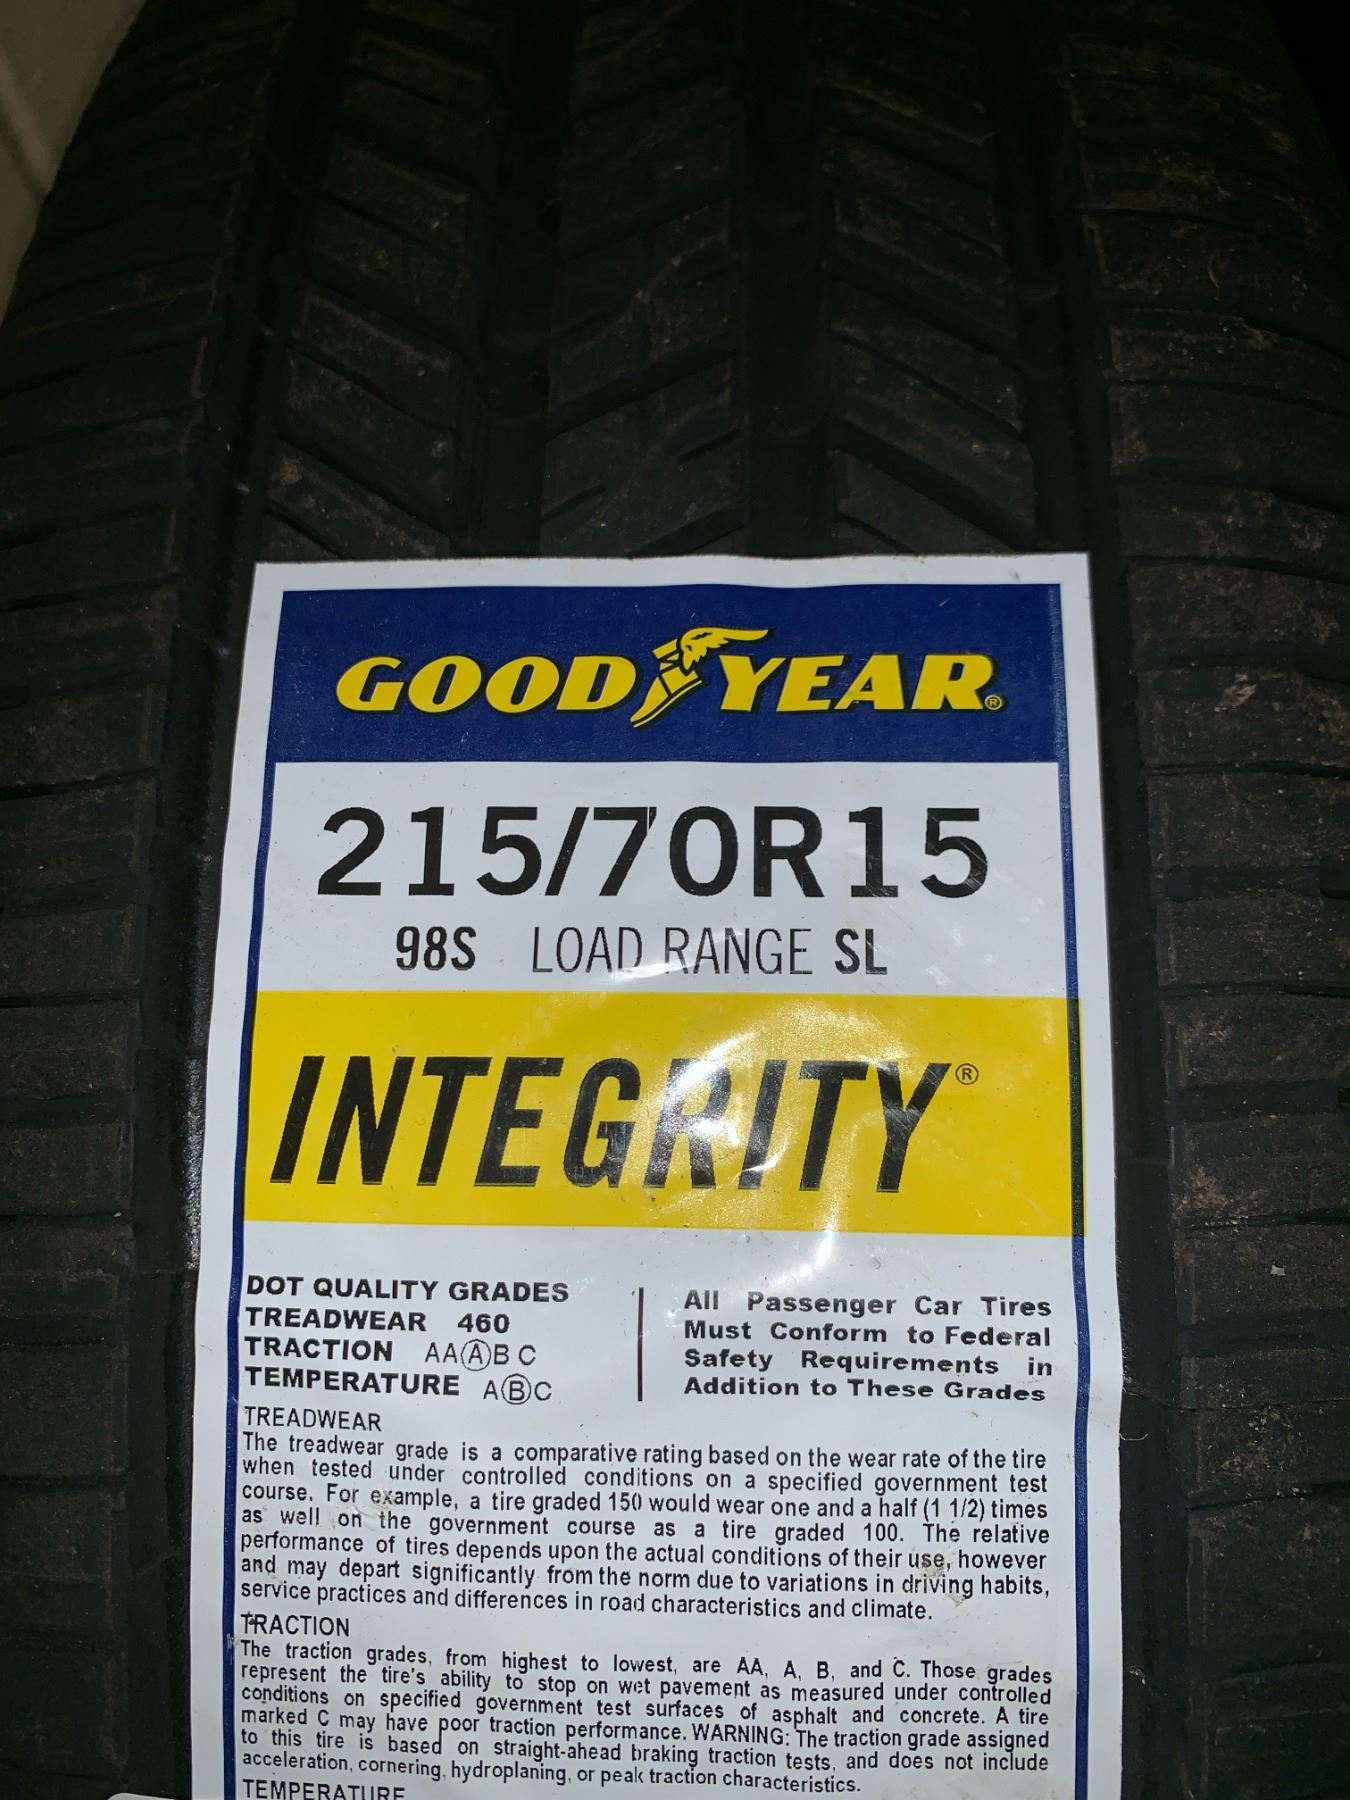 GOODYEAR®
215/70R15
98S LOAD RANGE SL
INTEGRITY®
DOT QUALITY GRADES
TREADWEAR 460
TRACTION AA A B C
TEMPERATURE A B C
All Passenger Car Tires
Must Conform to Federal
Safety Requirements in
Addition to These Grades
TREADWEAR
The treadwear grade is a comparative rating based on the wear rate of the tire
when tested under controlled conditions on a specified government test
course. For example, a tire graded 150 would wear one and a half (1 1/2) times
as well on the government course as a tire graded 100. The relative
performance of tires depends upon the actual conditions of their use, however
and may depart significantly from the norm due to variations in driving habits,
service practices and differences in road characteristics and climate.
TRACTION
The traction grades, from highest to lowest, are AA, A, B, and C. Those grades
represent the tire's ability to stop on wet pavement as measured under controlled
conditions on specified government test surfaces of asphalt and concrete. A tire
marked C may have poor traction performance. WARNING: The traction grade assigned
to this tire is based on straight-ahead braking traction tests, and does not include
acceleration, cornering, hydroplaning, or peak traction characteristics.
TEMPERATURE